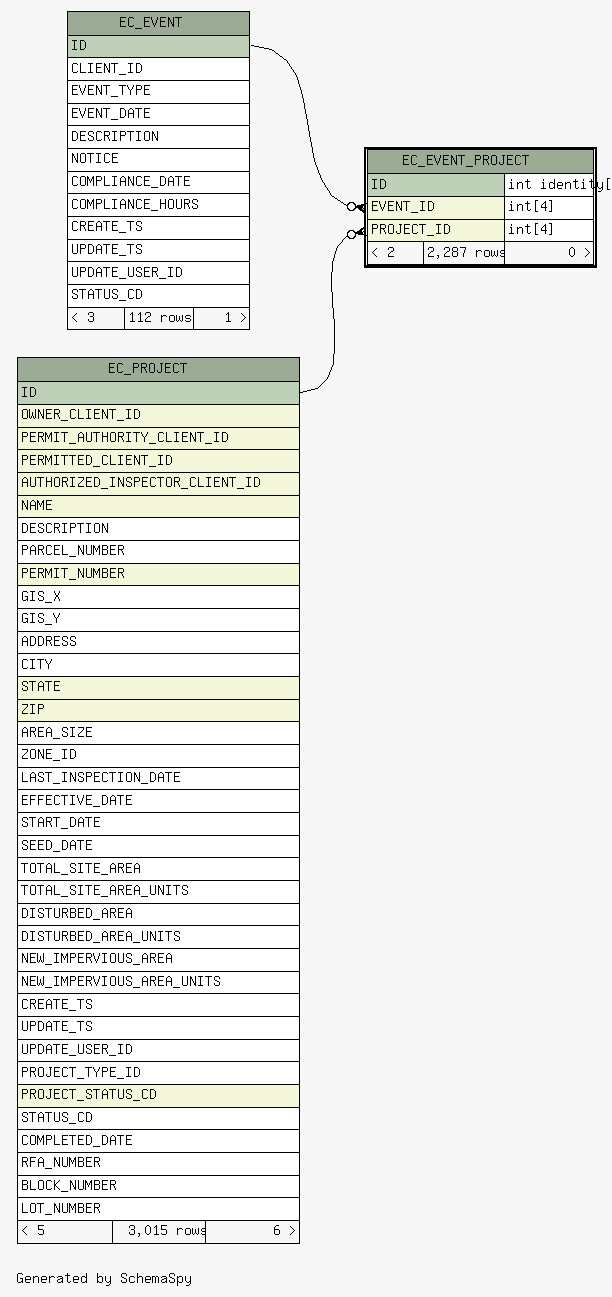 EC_EVENT
ID
CLIENT_ID
EVENT_TYPE
EVENT_DATE
DESCRIPTION
NOTICE
COMPLIANCE_DATE
COMPLIANCE_HOURS
CREATE_TS
UPDATE_TS
UPDATE_USER_ID
STATUS_CD
< 3 112 rows 1 >
EC_EVENT_PROJECT
ID int identity[
EVENT_ID int[4]
PROJECT_ID int[4]
< 2 2,287 rows 0 >
EC_PROJECT
ID
OWNER_CLIENT_ID
PERMIT_AUTHORITY_CLIENT_ID
PERMITTED_CLIENT_ID
AUTHORIZED_INSPECTOR_CLIENT_ID
NAME
DESCRIPTION
PARCEL_NUMBER
PERMIT_NUMBER
GIS_X
GIS_Y
ADDRESS
CITY
STATE
ZIP
AREA_SIZE
ZONE_ID
LAST_INSPECTION_DATE
EFFECTIVE_DATE
START_DATE
SEED_DATE
TOTAL_SITE_AREA
TOTAL_SITE_AREA_UNITS
DISTURBED_AREA
DISTURBED_AREA_UNITS
NEW_IMPERVIOUS_AREA
NEW_IMPERVIOUS_AREA_UNITS
CREATE_TS
UPDATE_TS
UPDATE_USER_ID
PROJECT_TYPE_ID
PROJECT_STATUS_CD
STATUS_CD
COMPLETED_DATE
RFA_NUMBER
BLOCK_NUMBER
LOT_NUMBER
< 5 3,015 rows 6 >
Generated by SchemaSpy